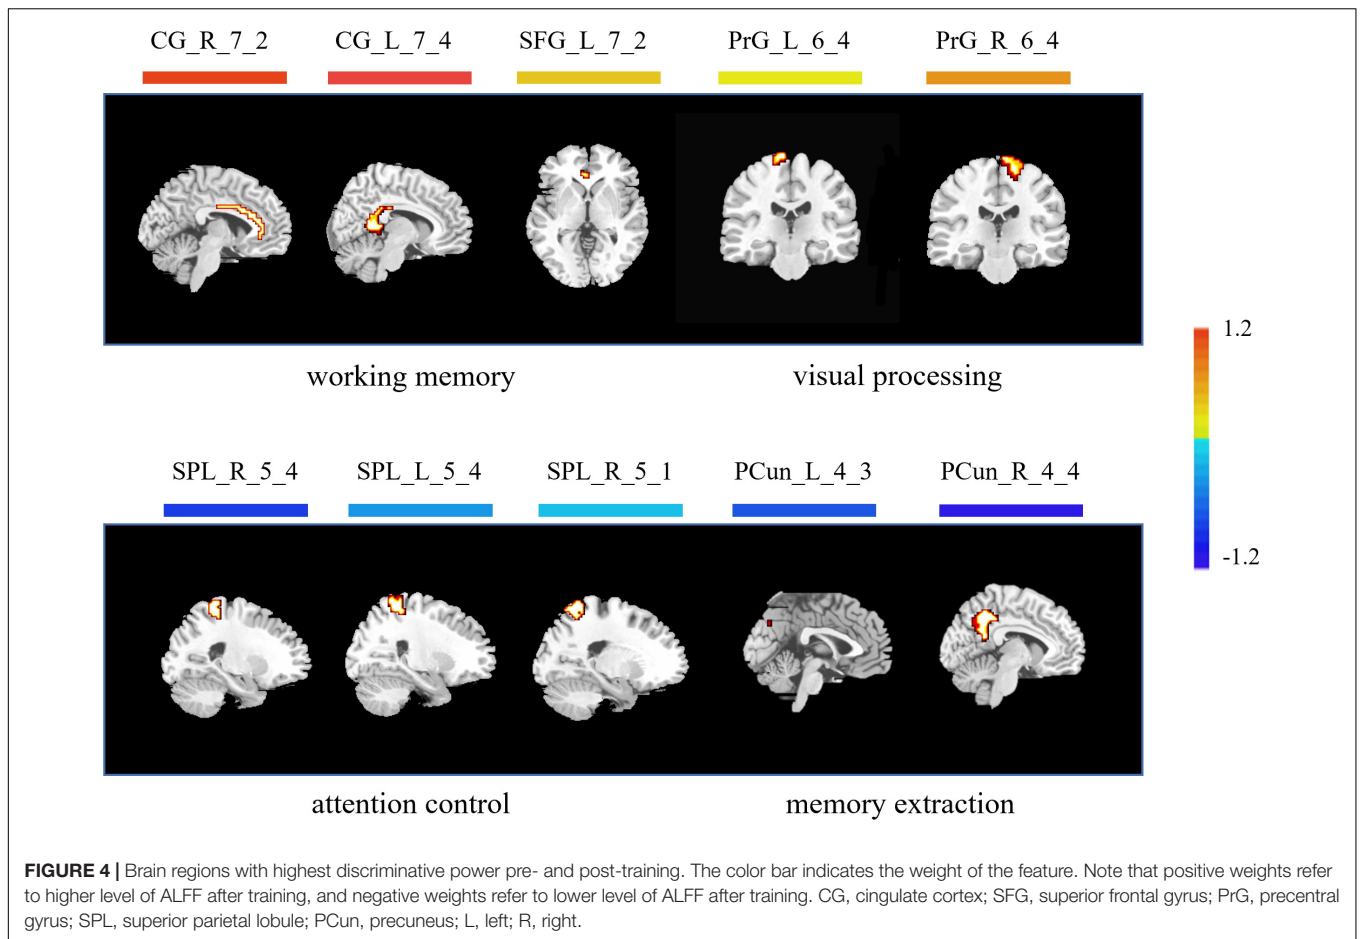 CG_R_7_2 CG_L_7_4 SFG_L_7_2 PrG_L_6_4 PrG_R_6_4
1.2
working memory visual processing
SPL_R_5_4 SPL_L_5_4 SPL_R_5_1 PCun_L_4_3 PCun_R_4_4
-1.2
attention control memory extraction
FIGURE 4 | Brain regions with highest discriminative power pre- and post-training. The color bar indicates the weight of the feature. Note that positive weights refer
to higher level of ALFF after training, and negative weights refer to lower level of ALFF after training. CG, cingulate cortex; SFG, superior frontal gyrus; PrG, precentral
gyrus; SPL, superior parietal lobule; PCun, precuneus; L, left; R, right.